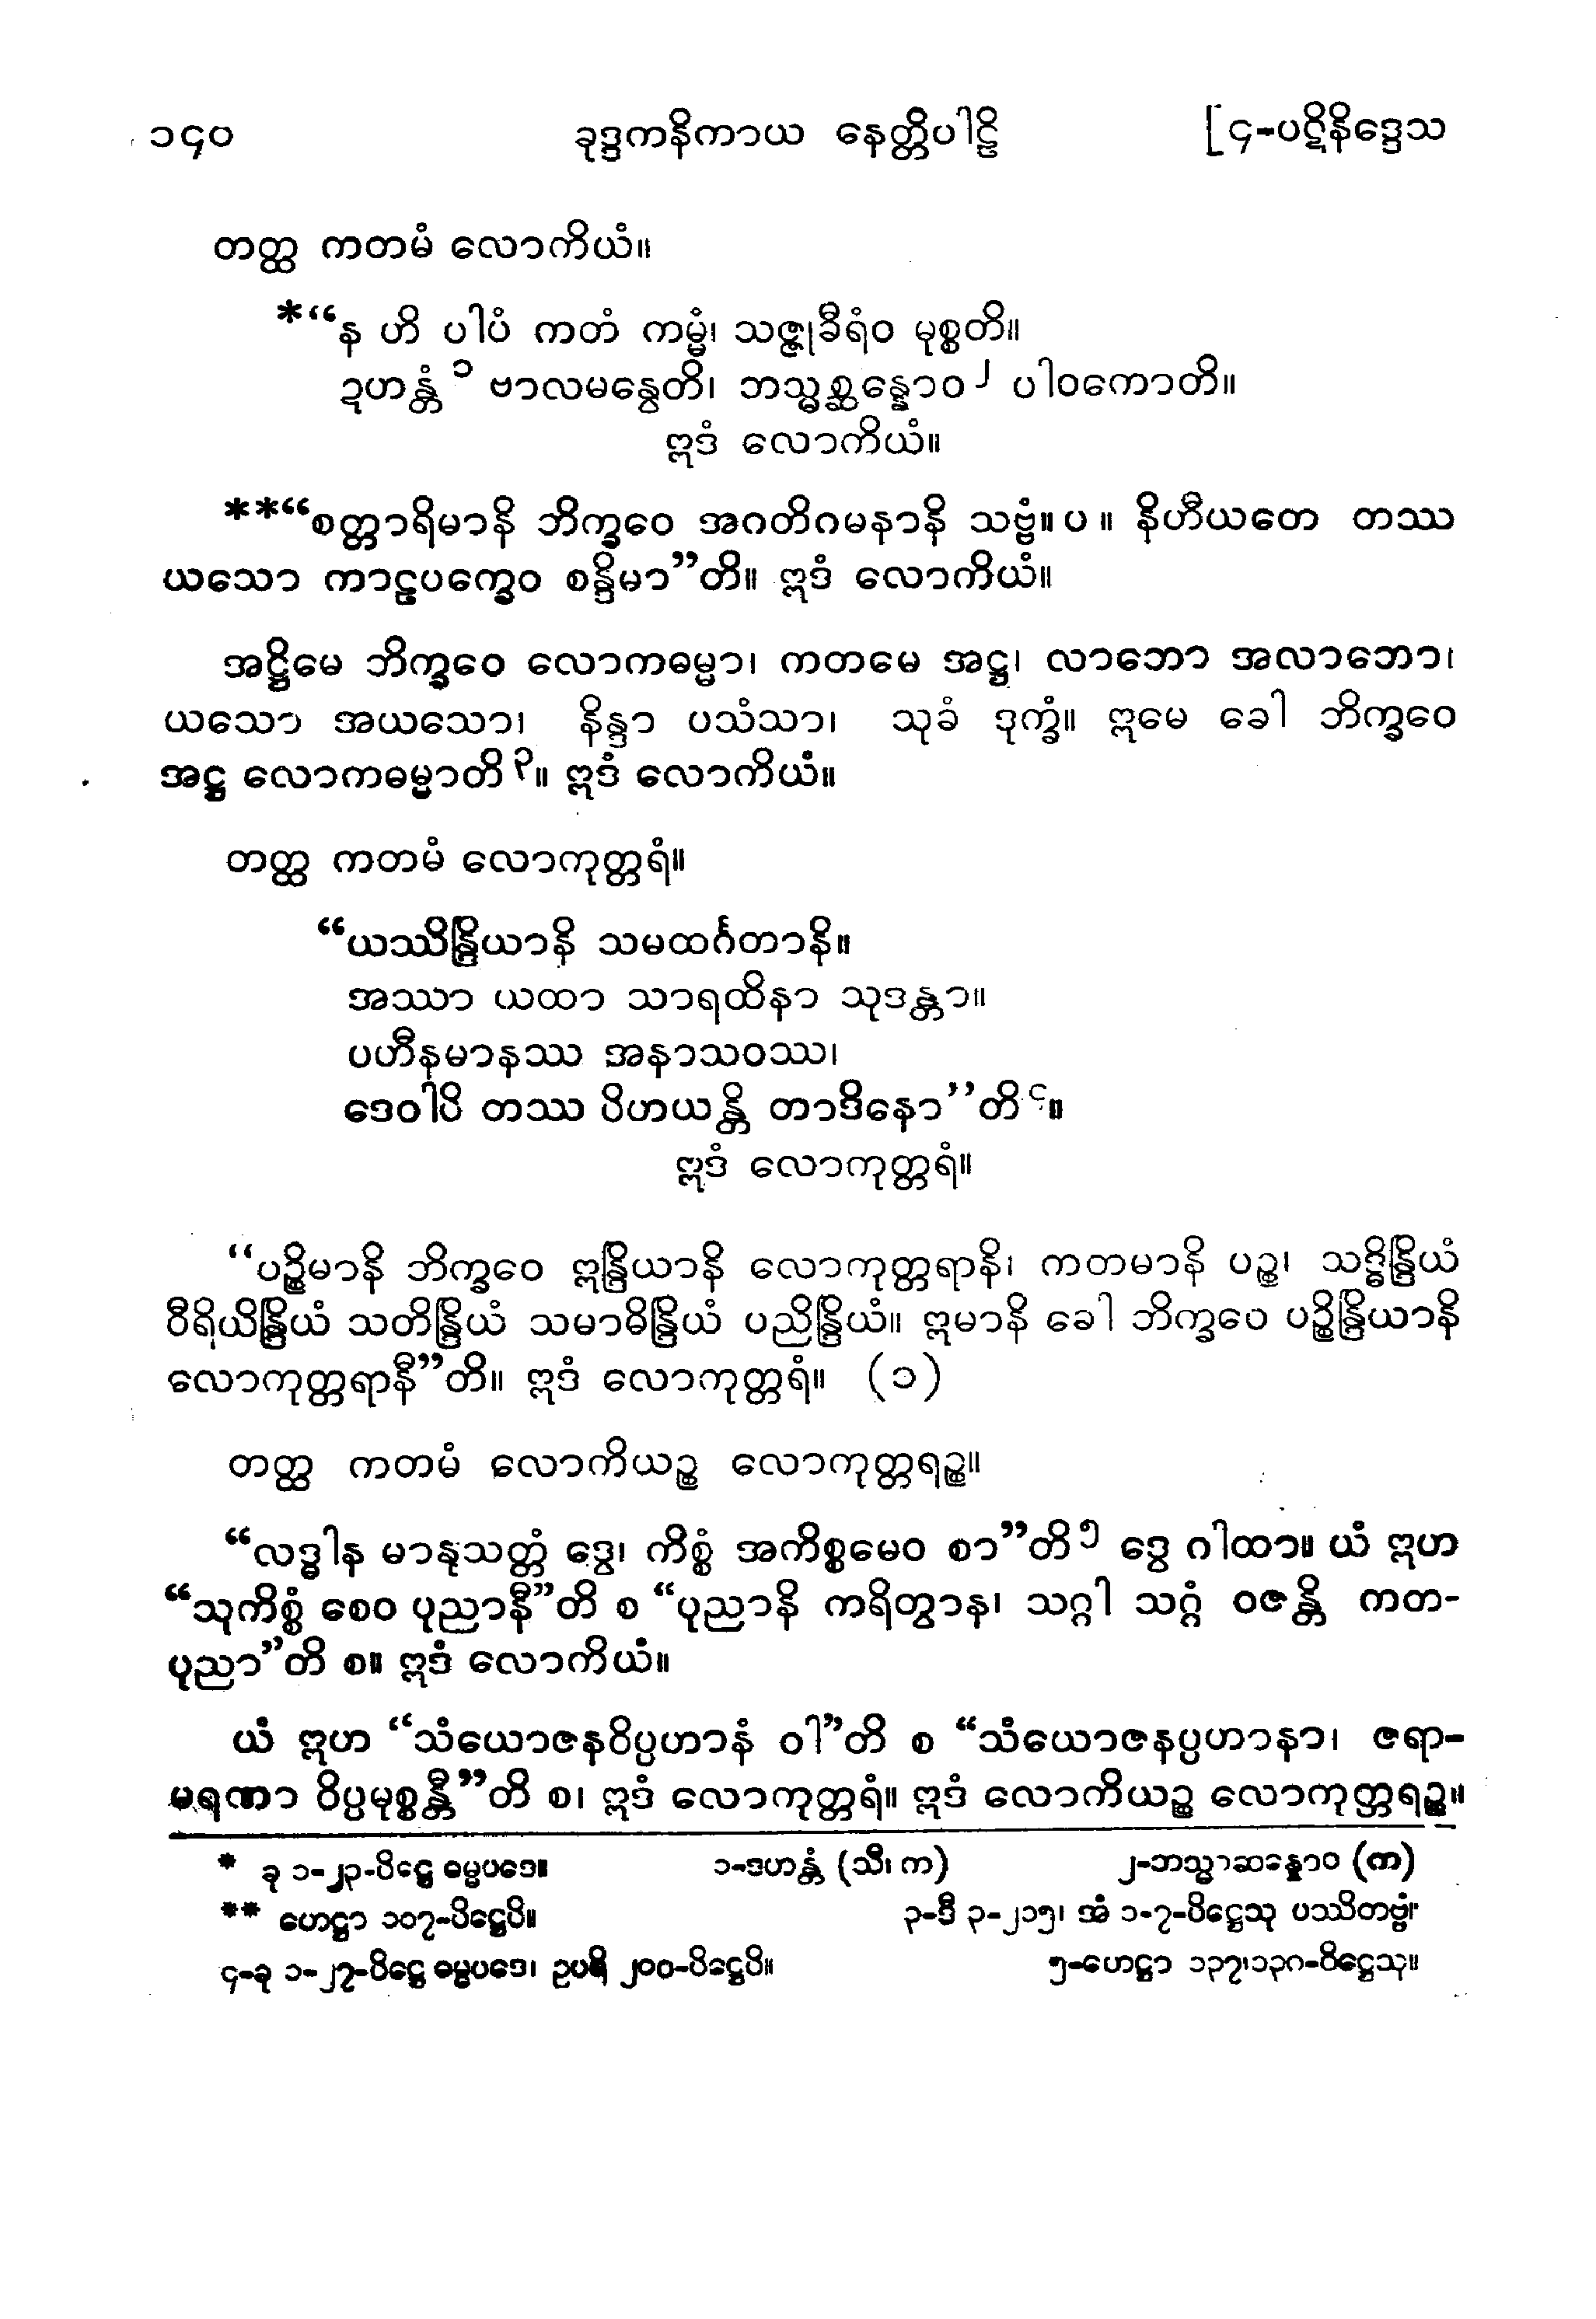 ၁၄၀ ခုဒ္ဒကနိကာယ နေတ္တိပါဠိ [၄-ပဋိနိဒ္ဒေသ
တတ္ထ ကတမံ လောကိယံ။
*“န ဟိ ပါပံ ကတံ ကမ္မံ၊ သဇ္ဇုခီရံဝ မုစ္စတိ။
ဍဟန္တံ ၁ ဗာလမန္വေတိ၊ ဘသ္မစ္ဆန္နောဝ ၂ ပါဝကောတိ။
ဣဒံ လောကိယံ။
**“စတ္တာရိမာနိ ဘိက္ခဝေ အဂတိဂမနာနိ သဗ္ဗံ။ ပ ။ နိဟီယတေ တဿ
ယသော ကာဠပက္ခေဝ စန္ဒိမာ”တိ။ ဣဒံ လောကိယံ။
အဋ္ဌိမေ ဘိက္ခဝေ လောကဓမ္မာ၊ ကတမေ အဋ္ဌ၊ လာဘော အလာဘော၊
ယသော အယသော၊ နိန္ဒာ ပသံသာ၊ သုခံ ဒုက္ခံ။ ဣမေ ခေါ ဘိက္ခဝေ
အဋ္ဌ လောကဓမ္မာတိ ၃။ ဣဒံ လောကိယံ။
တတ္ထ ကတမံ လောကုတ္တရံ။
“ယဿိန္ဒြိယာနိ သမထင်္ဂတာနိ။
အဿာ ယထာ သာရထိနာ သုဒန္တာ။
ပဟီနမာနဿ အနာသဝဿ၊
ဒေဝါပိ တဿ ပိဟယန္တိ တာဒိနော”တိ ၄။
ဣဒံ လောကုတ္တရံ။
“ပဉ္စိမာနိ ဘိက္ခဝေ ဣန္ဒြိယာနိ လောကုတ္တရာနိ၊ ကတမာနိ ပဉ္စ၊ သဒ္ဓိန္ဒြိယံ
ဝီရိယိန္ဒြိယံ သတိန္ဒြိယံ သမာဓိန္ဒြိယံ ပညိန္ဒြိယံ။ ဣမာနိ ခေါ ဘိက္ခဝေ ပဉ္စိန္ဒြိယာနိ
လောကုတ္တရာနီ”တိ။ ဣဒံ လောကုတ္တရံ။ (၁)
တတ္ထ ကတမံ လောကိယဉ္စ လောကုတ္တရဉ္စ။
“လဒ္ဓါန မာနုသတ္တံ ဒွေ၊ ကိစ္စံ အကိစ္စမေဝ စာ”တိ ၅ ဒွေ ဂါထာ။ ယံ ဣဟ
“သုကိစ္စံ စေဝ ပုညာနီ”တိ စ “ပုညာနိ ကရိတွာန၊ သဂ္ဂါ သဂ္ဂံ ဝဇန္တိ ကတ-
ပုညာ”တိ စ။ ဣဒံ လောကိယံ။
ယံ ဣဟ “သံယောဇနဝိပ္ပဟာနံ ဝါ”တိ စ “သံယောဇနပ္ပဟာနာ၊ ဇရာ-
မရဏာ ဝိပ္ပမုစ္စန္တီ”တိ စ၊ ဣဒံ လောကုတ္တရံ။ ဣဒံ လောကိယဉ္စ လောကုတ္တရဉ္စ။
* ခု ၁-၂၃-ပိဋ္ဌေ ဓမ္မပဒေ။ ၁-ဒဟန္တံ (သီ၊ က) ၂-ဘသ္မာဆန္နောဝ (က)
** ဟေဋ္ဌာ ၁၀၇-ပိဋ္ဌေပိ။ ၃-ဒီ ၃-၂၁၅၊ အံ ၁-၇-ပိဋ္ဌေသု ပဿိတဗ္ဗံ။
၄-ခု ၁-၂၇-ပိဋ္ဌေ ဓမ္မပဒေ၊ ဥပရိ ၂၀၀-ပိဋ္ဌေပိ။ ၅-ဟေဋ္ဌာ ၁၃၇၊၁၃၈-ပိဋ္ဌေသု။